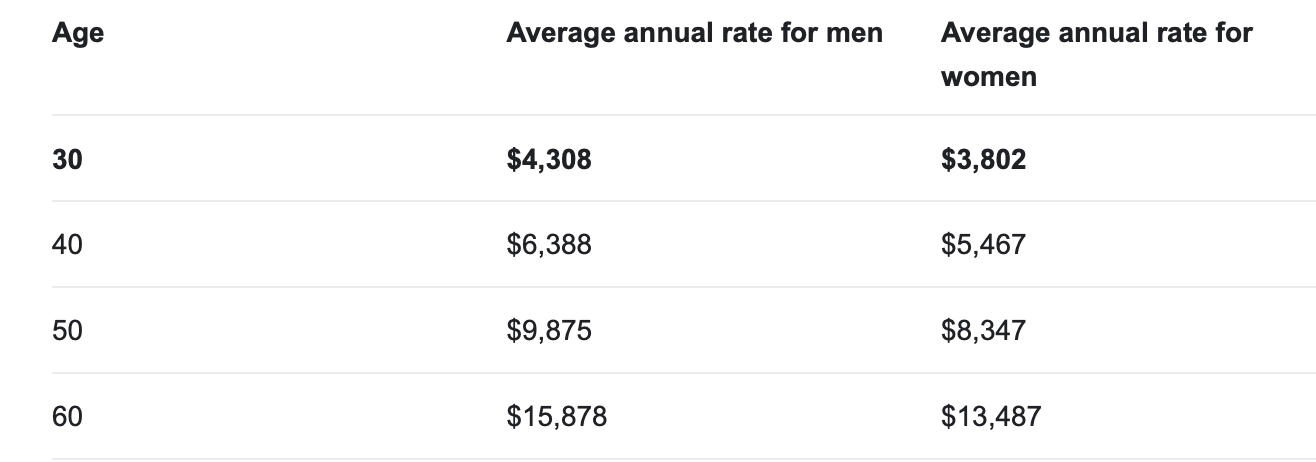 Age Average annual rate for men Average annual rate for
women
30 $4,308 $3,802
40 $6,388 $5,467
50 $9,875 $8,347
60 $15,878 $13,487